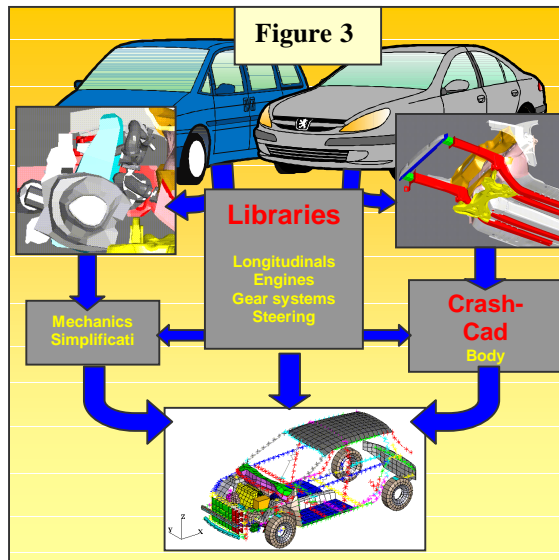 Figure 3
Libraries
Longitudinals
Engines
Gear systems
Steering
Mechanics
Simplificati
Crash-
Cad
Body
z
y
x